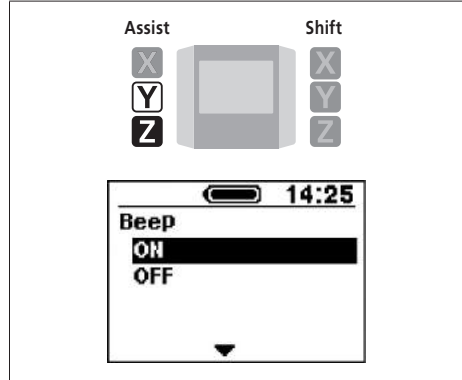 Assist Shift
X X
Y Y
Z Z
14:25
Beep
ON
OFF